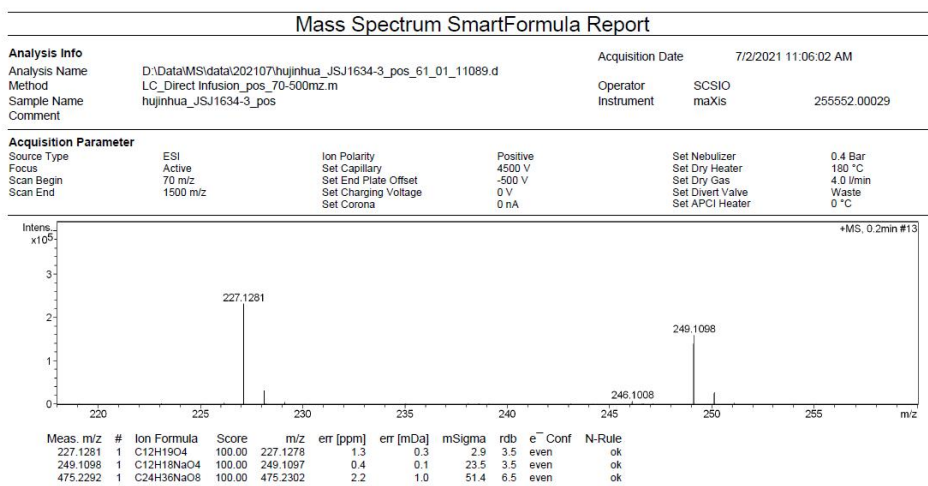 Mass Spectrum SmartFormula Report
Analysis Info Acquisition Date 7/2/2021 11:06:02 AM
Analysis Name D:\Data\MS\data\202107\hujinhua_JSJ1634-3_pos_61_01_11089.d
Method LC_Direct Infusion_pos_70-500mz.m Operator SCSIO
Sample Name hujinhua_JSJ1634-3_pos Instrument maXis 255552.00029
Comment
Acquisition Parameter
Source Type ESI Ion Polarity Positive Set Nebulizer 0.4 Bar
Focus Active Set Capillary 4500 V Set Dry Heater 180 °C
Scan Begin 70 m/z Set End Plate Offset -500 V Set Dry Gas 4.0 l/min
Scan End 1500 m/z Set Charging Voltage 0 V Set Divert Valve Waste
Set Corona 0 nA Set APCI Heater 0 °C
Intens... +MS, 0.2min #13
x10⁵
3
227.1281
2
249.1098
1
246.1008
0
220 225 230 235 240 245 250 255 m/z
Meas. m/z # Ion Formula Score m/z err [ppm] err [mDa] mSigma rdb e⁻ Conf N-Rule
227.1281 1 C12H19O4 100.00 227.1278 1.3 0.3 2.9 3.5 even ok
249.1098 1 C12H18NaO4 100.00 249.1097 0.4 0.1 23.5 3.5 even ok
475.2292 1 C24H36NaO8 100.00 475.2302 2.2 1.0 51.4 6.5 even ok